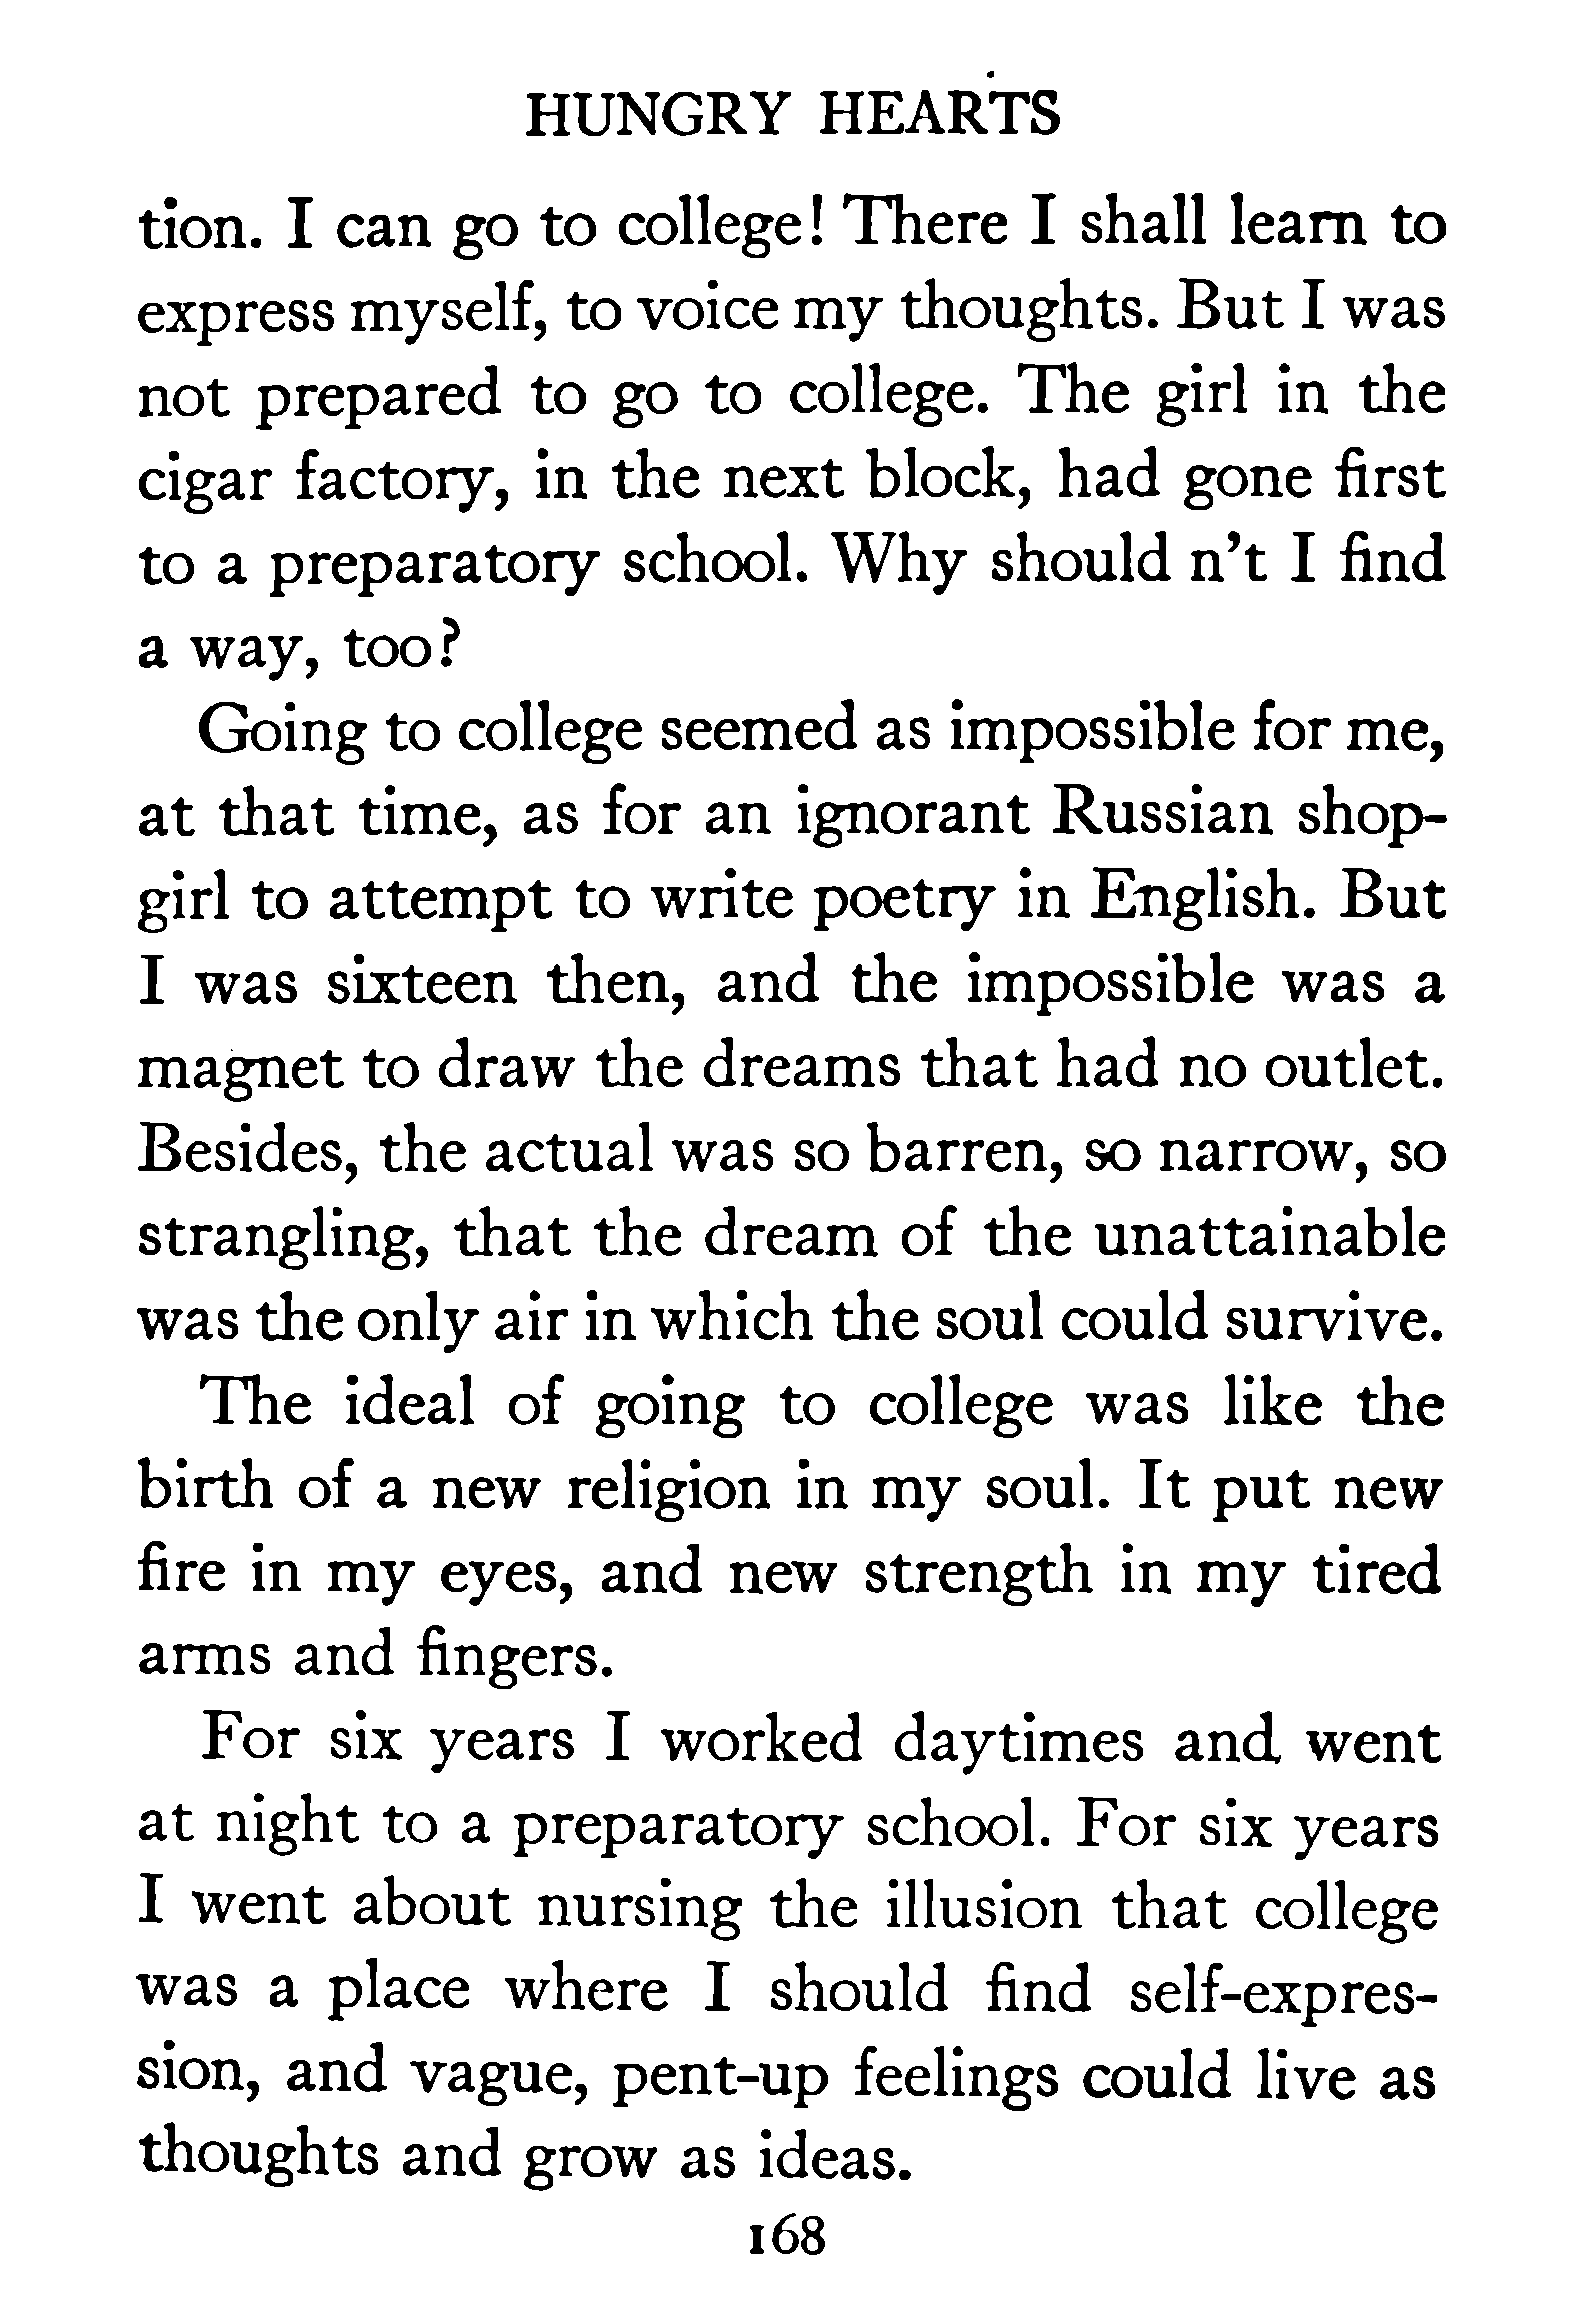 HUNGRY HEARTS
tion. I can go to college! There I shall learn to
express myself, to voice my thoughts. But I was
not prepared to go to college. The girl in the
cigar factory, in the next block, had gone first
to a preparatory school. Why should n't I find
a way, too?
Going to college seemed as impossible for me,
at that time, as for an ignorant Russian shop-
girl to attempt to write poetry in English. But
I was sixteen then, and the impossible was a
magnet to draw the dreams that had no outlet.
Besides, the actual was so barren, so narrow, so
strangling, that the dream of the unattainable
was the only air in which the soul could survive.
The ideal of going to college was like the
birth of a new religion in my soul. It put new
fire in my eyes, and new strength in my tired
arms and fingers.
For six years I worked daytimes and went
at night to a preparatory school. For six years
I went about nursing the illusion that college
was a place where I should find self-expres-
sion, and vague, pent-up feelings could live as
thoughts and grow as ideas.
168